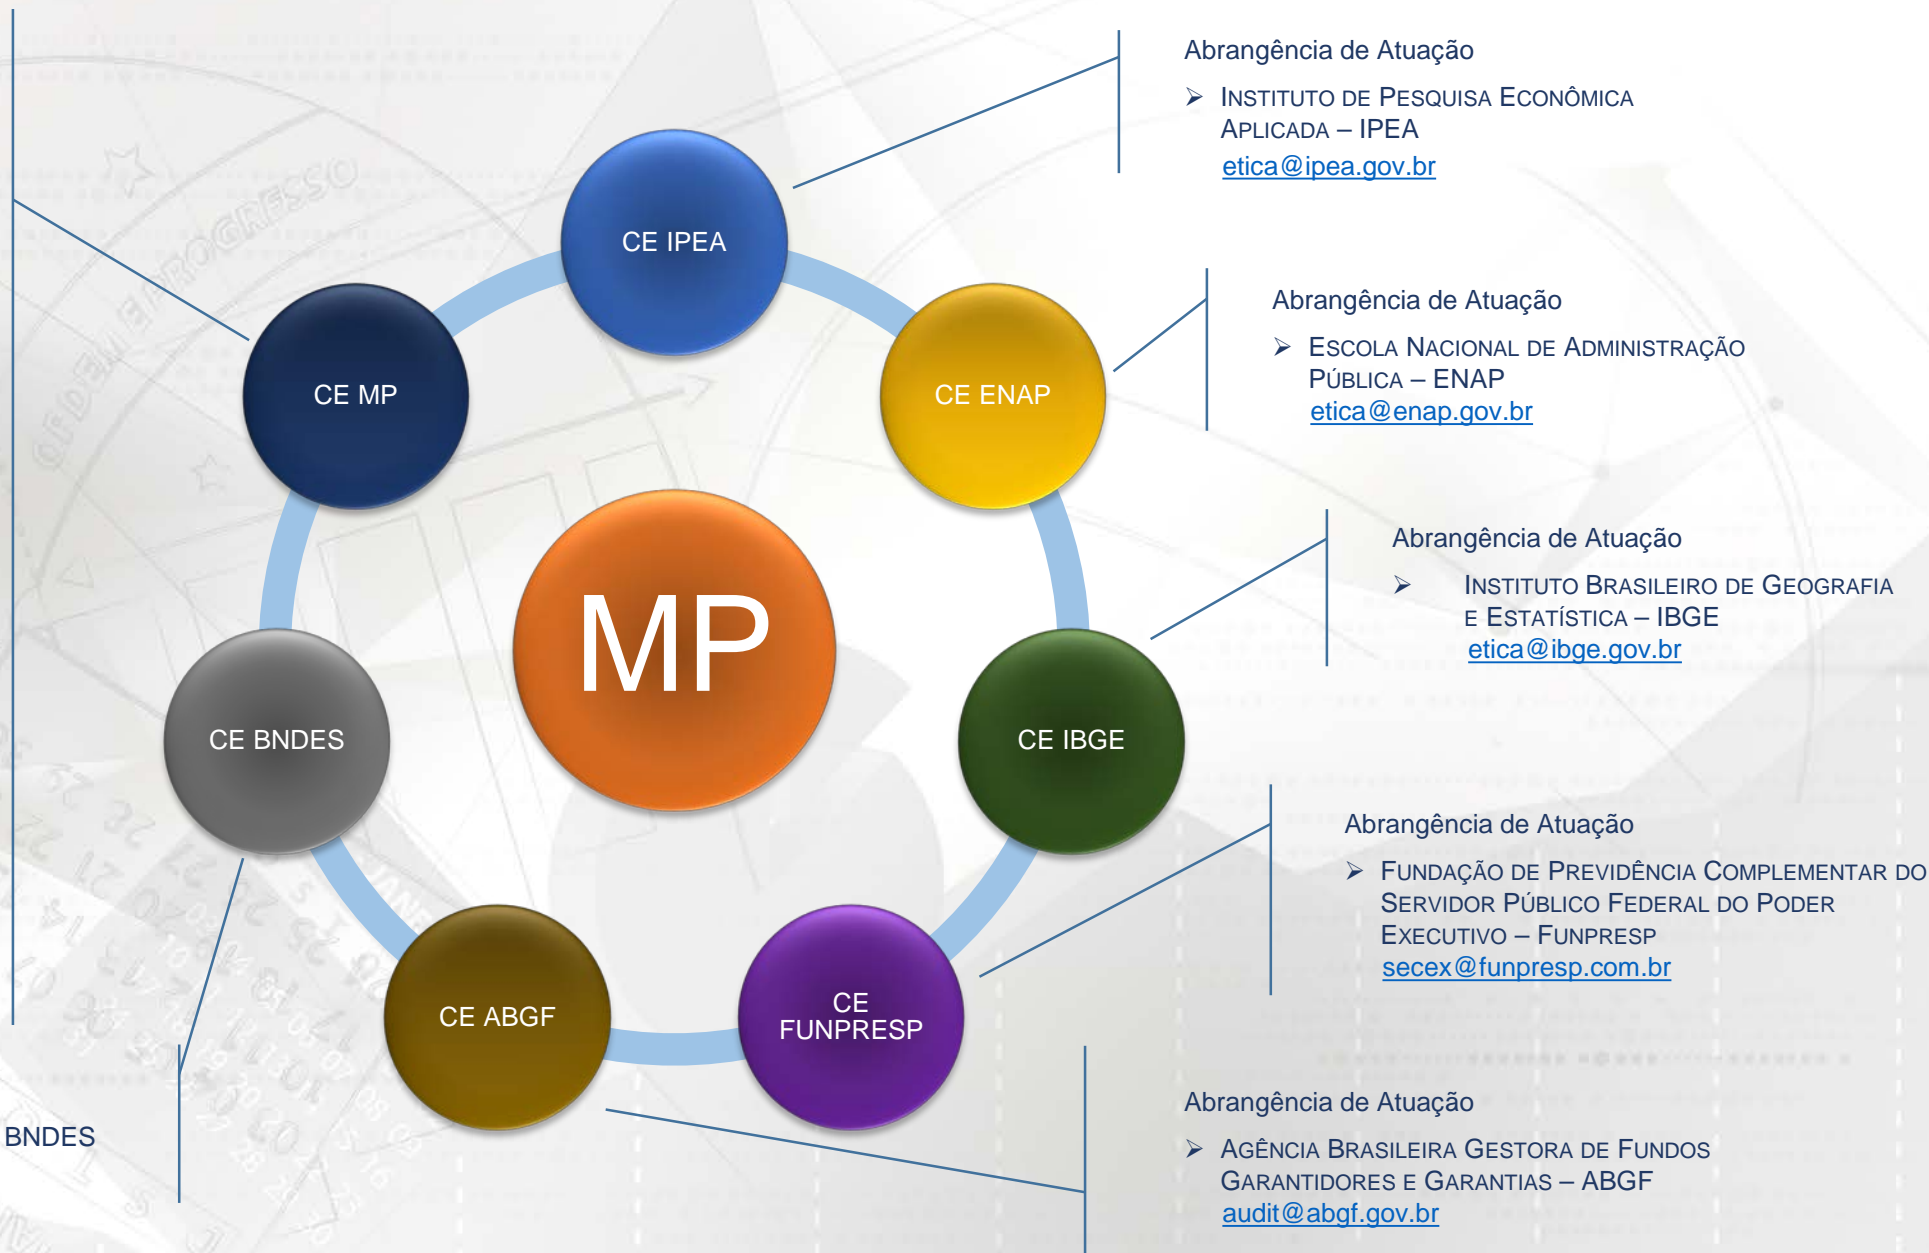 Abrangência de Atuação
➢ INSTITUTO DE PESQUISA ECONÔMICA
APLICADA – IPEA
etica@ipea.gov.br
CE IPEA
Abrangência de Atuação
➢ ESCOLA NACIONAL DE ADMINISTRAÇÃO
PÚBLICA – ENAP
etica@enap.gov.br
CE MP
CE ENAP
Abrangência de Atuação
➢ INSTITUTO BRASILEIRO DE GEOGRAFIA
E ESTATÍSTICA – IBGE
etica@ibge.gov.br
MP
CE BNDES
CE IBGE
Abrangência de Atuação
➢ FUNDAÇÃO DE PREVIDÊNCIA COMPLEMENTAR DO
SERVIDOR PÚBLICO FEDERAL DO PODER
EXECUTIVO – FUNPRESP
secex@funpresp.com.br
CE ABGF
CE
FUNPRESP
BNDES
Abrangência de Atuação
➢ AGÊNCIA BRASILEIRA GESTORA DE FUNDOS
GARANTIDORES E GARANTIAS – ABGF
audit@abgf.gov.br
ORDEM E PROGRESSO